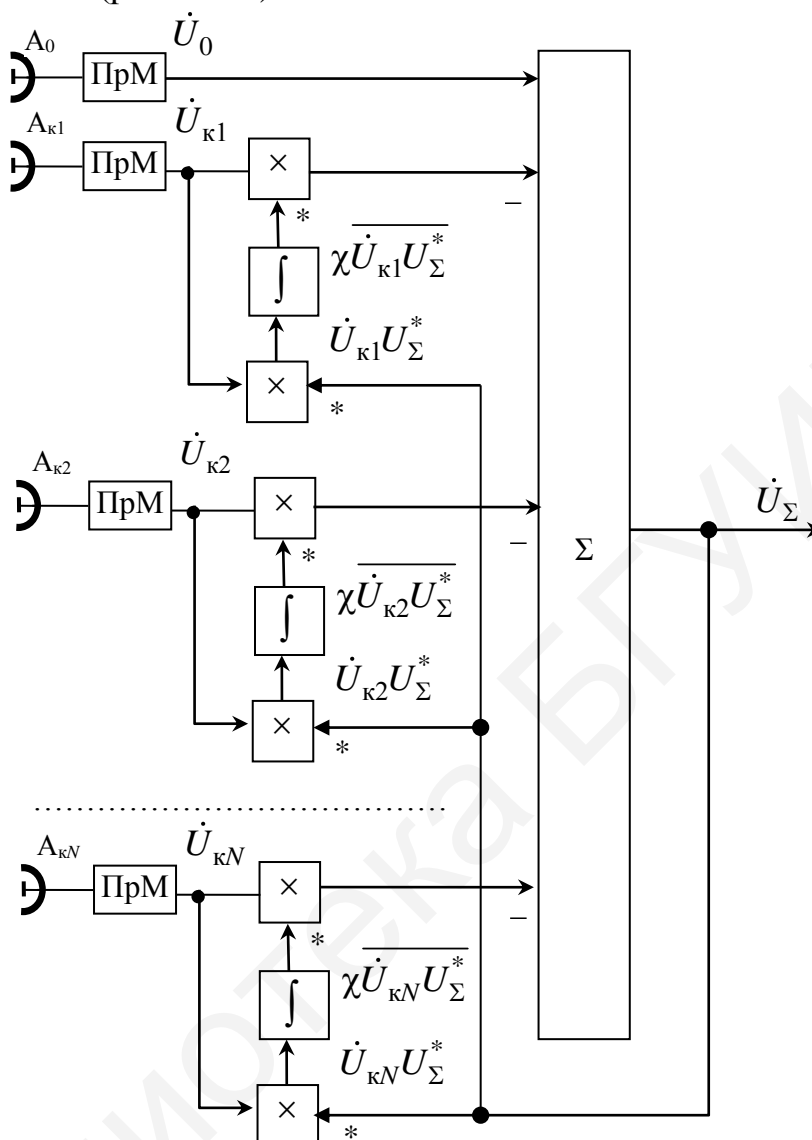 A₀ U̇₀
ПрМ
Aк1 U̇к1
ПрМ ×
–
*
∫ χU̇к1U*Σ
U̇к1U*Σ
×
*
Aк2 U̇к2
ПрМ ×
U̇Σ
Σ
–
*
∫ χU̇к2U*Σ
U̇к2U*Σ
×
*
AкN U̇кN
ПрМ ×
–
*
∫ χU̇кNU*Σ
U̇кNU*Σ
×
*